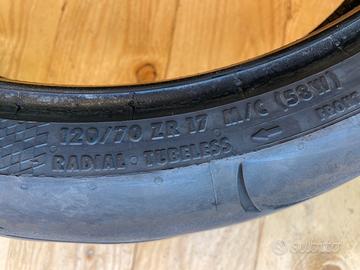 120/70 ZR 17 M/C (58W)
RADIAL · TUBELESS
FRONT
subito.it